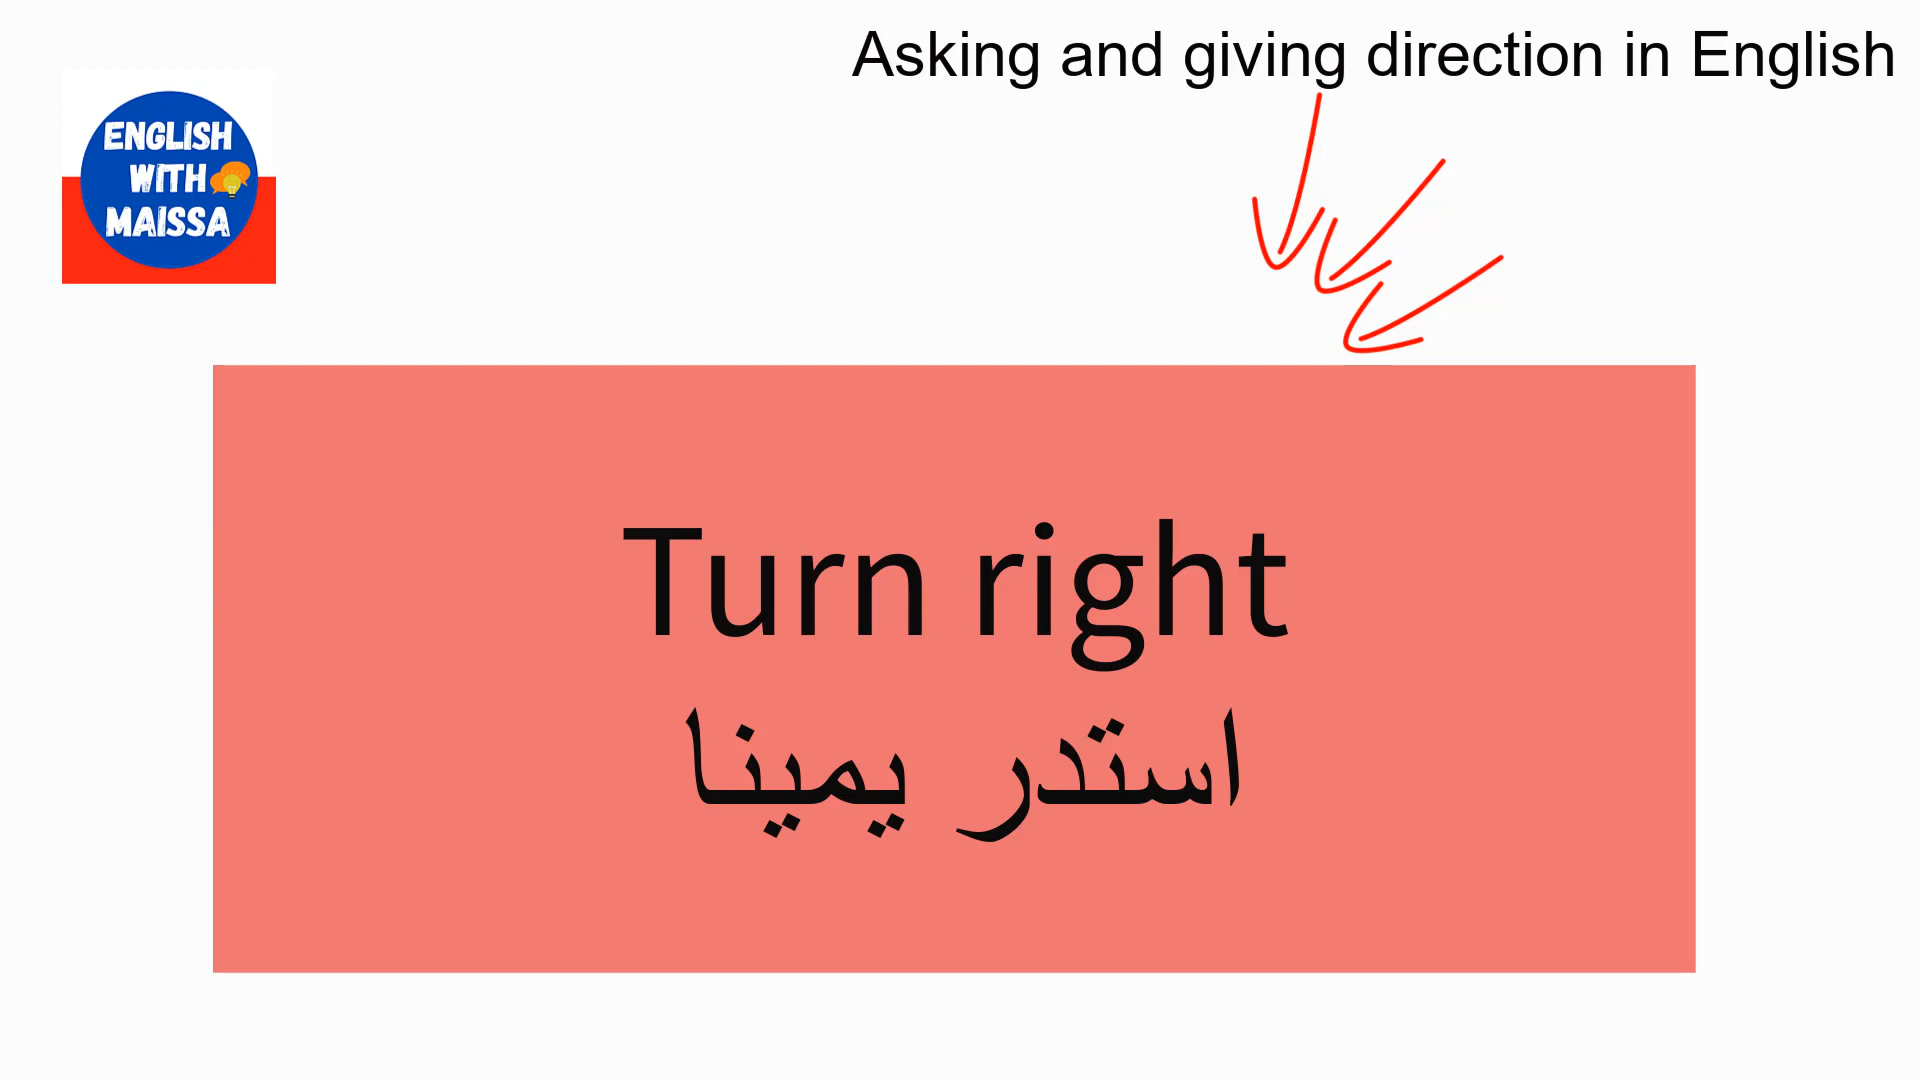 Asking and giving direction in English
ENGLISH
WITH
MAISSA
Turn right
استدر يمينا